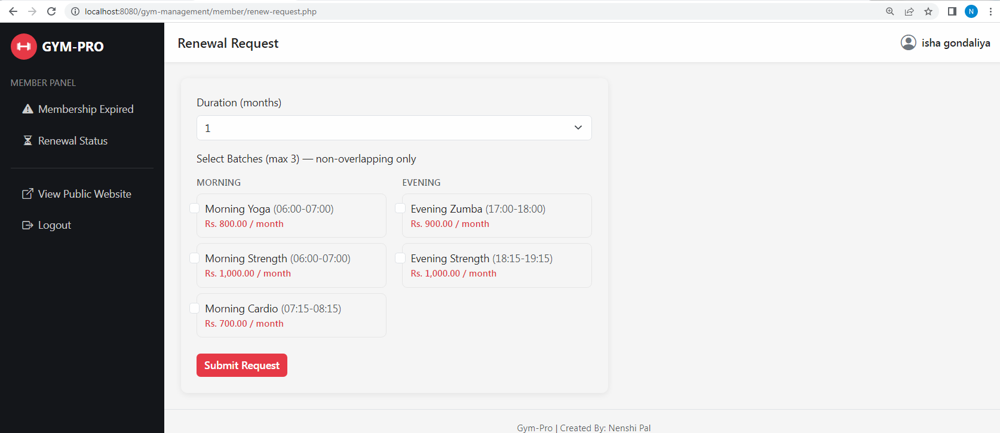 localhost:8080/gym-management/member/renew-request.php
N
GYM-PRO
MEMBER PANEL
Membership Expired
Renewal Status
View Public Website
Logout
Renewal Request
isha gondaliya
Duration (months)
1
Select Batches (max 3) — non-overlapping only
MORNING
Morning Yoga (06:00-07:00)
Rs. 800.00 / month
Morning Strength (06:00-07:00)
Rs. 1,000.00 / month
Morning Cardio (07:15-08:15)
Rs. 700.00 / month
EVENING
Evening Zumba (17:00-18:00)
Rs. 900.00 / month
Evening Strength (18:15-19:15)
Rs. 1,000.00 / month
Submit Request
Gym-Pro | Created By: Nenshi Pal